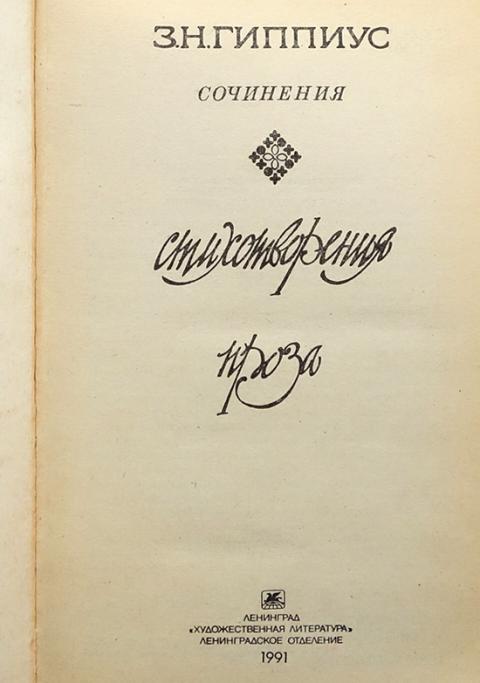 З.Н.ГИППИУС
СОЧИНЕНИЯ
стихотворения
проза
ЛЕНИНГРАД
«ХУДОЖЕСТВЕННАЯ ЛИТЕРАТУРА»
ЛЕНИНГРАДСКОЕ ОТДЕЛЕНИЕ
1991